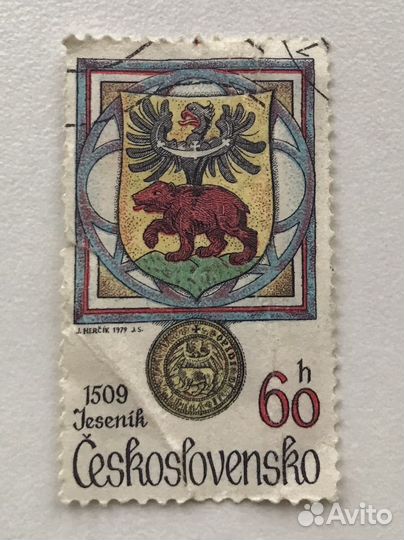 J. HERČÍK 1979 J.S.
1509
Jeseník
60 h
Československo
Avito